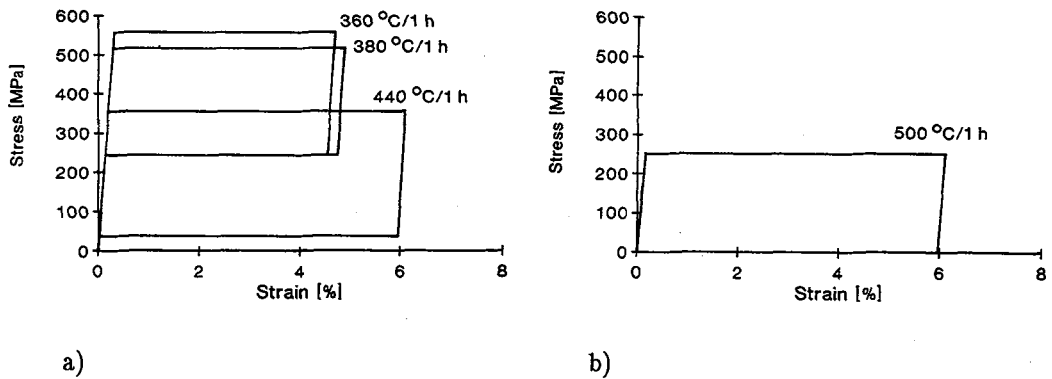 600
500
400
300
200
100
0
Stress [MPa]
360 °C/1 h
380 °C/1 h
440 °C/1 h
0 2 4 6 8
Strain [%]
a)
600
500
400
300
200
100
0
Stress [MPa]
500 °C/1 h
0 2 4 6 8
Strain [%]
b)